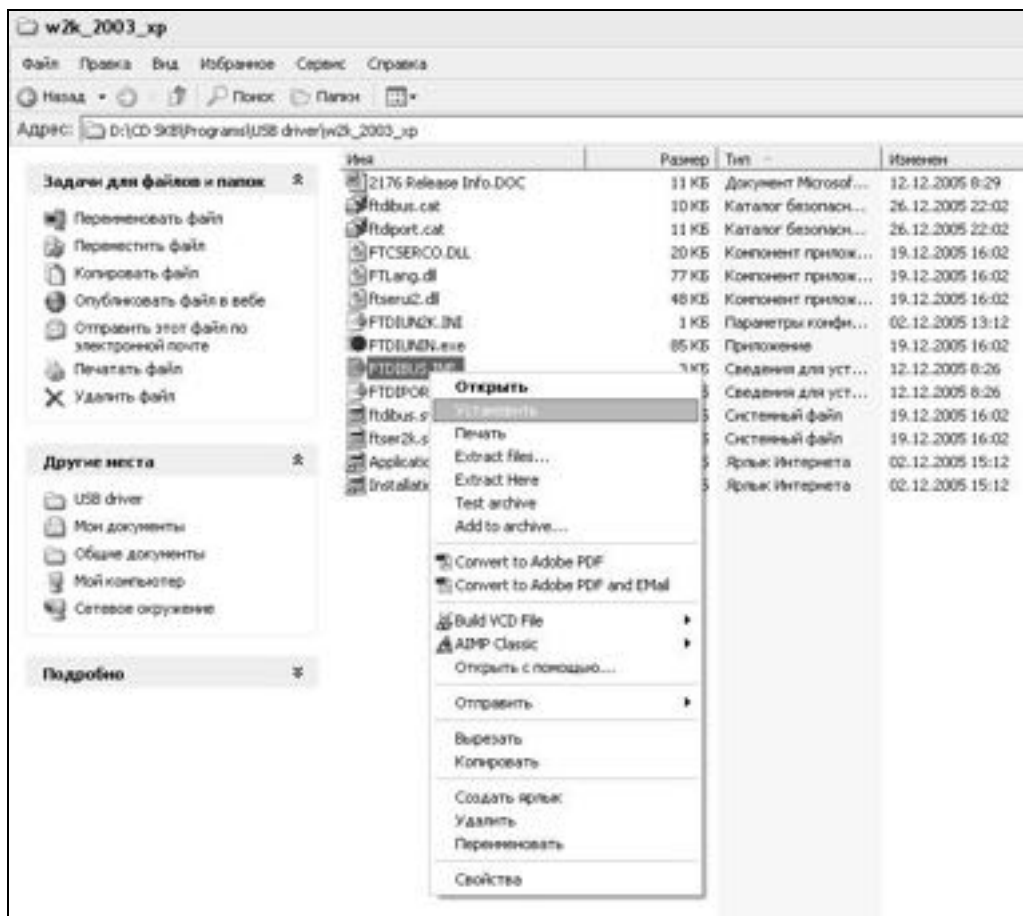 w2k_2003_xp
Файл Правка Вид Избранное Сервис Справка
Назад Поиск Папки
Адрес: D:\CD SKB\Programs\USB driver\w2k_2003_xp
Задачи для файлов и папок
Переименовать файл
Переместить файл
Копировать файл
Опубликовать файл в вебе
Отправить этот файл по
электронной почте
Печатать файл
Удалить файл
Другие места
USB driver
Мои документы
Общие документы
Мой компьютер
Сетевое окружение
Подробно
Имя Размер Тип Изменен
2176 Release Info.DOC 11 КБ Документ Microsof... 12.12.2005 8:29
ftdibus.cat 10 КБ Каталог безопасн... 26.12.2005 22:02
ftdiport.cat 11 КБ Каталог безопасн... 26.12.2005 22:02
FTCSERCO.DLL 20 КБ Компонент прилож... 19.12.2005 16:02
FTLang.dll 77 КБ Компонент прилож... 19.12.2005 16:02
ftserui2.dll 48 КБ Компонент прилож... 19.12.2005 16:02
FTDIUN2K.INI 1 КБ Параметры конфи... 02.12.2005 13:12
FTDIUNIN.exe 85 КБ Приложение 19.12.2005 16:02
FTDIBUS.INF 3 КБ Сведения для уст... 12.12.2005 8:26
FTDIPOR Б Сведения для уст... 12.12.2005 8:26
ftdibus.s Б Системный файл 19.12.2005 16:02
ftser2k.s Б Системный файл 19.12.2005 16:02
Applicatic Б Ярлык Интернета 02.12.2005 15:12
Installatic Б Ярлык Интернета 02.12.2005 15:12
Открыть
Установить
Печать
Extract files...
Extract Here
Test archive
Add to archive...
Convert to Adobe PDF
Convert to Adobe PDF and EMail
Build VCD File
AIMP Classic
Открыть с помощью...
Отправить
Вырезать
Копировать
Создать ярлык
Удалить
Переименовать
Свойства